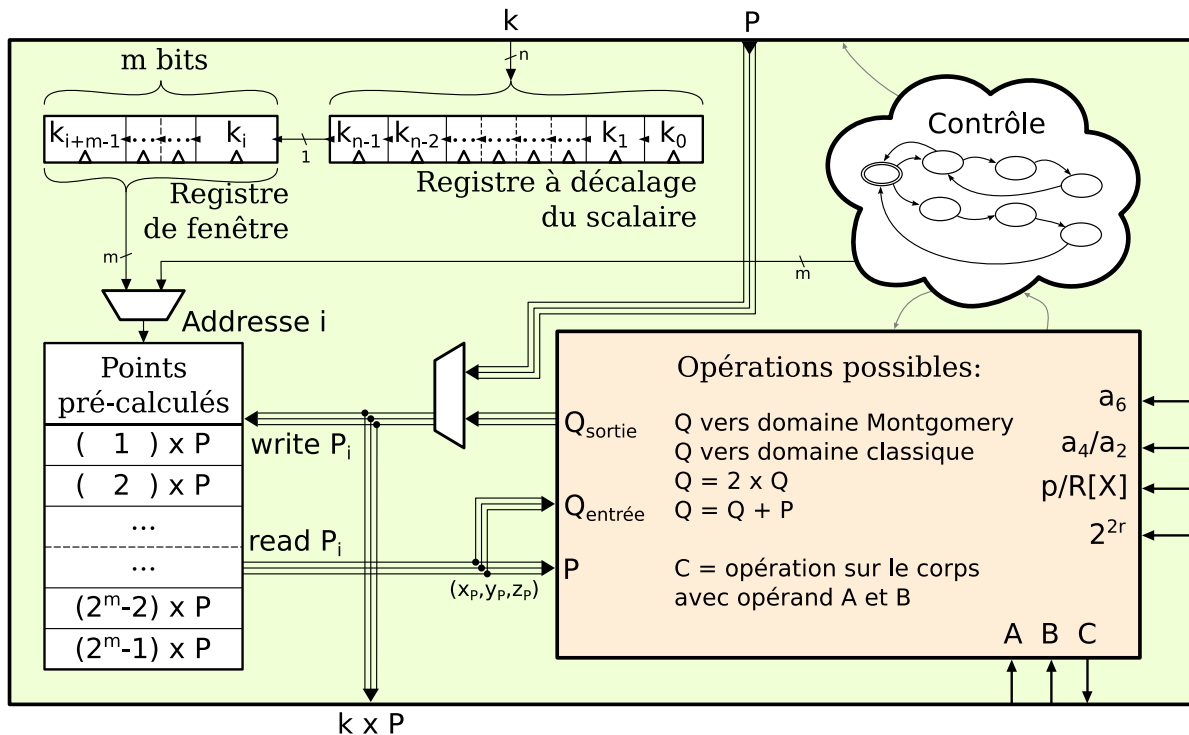 k
P
n
m bits
k_{i+m-1} ... k_i
1
k_{n-1} k_{n-2} ... ... k_1 k_0
Contrôle
Registre
de fenêtre
Registre à décalage
du scalaire
m
m
Addresse i
Points
pré-calculés
( 1 ) x P
( 2 ) x P
...
...
(2^m-2) x P
(2^m-1) x P
write P_i
read P_i
(x_P,y_P,z_P)
k x P
Opérations possibles:
Q_sortie
Q_entrée
P
Q vers domaine Montgomery
Q vers domaine classique
Q = 2 x Q
Q = Q + P
C = opération sur le corps
avec opérand A et B
a_6
a_4/a_2
p/R[X]
2^{2r}
A B C